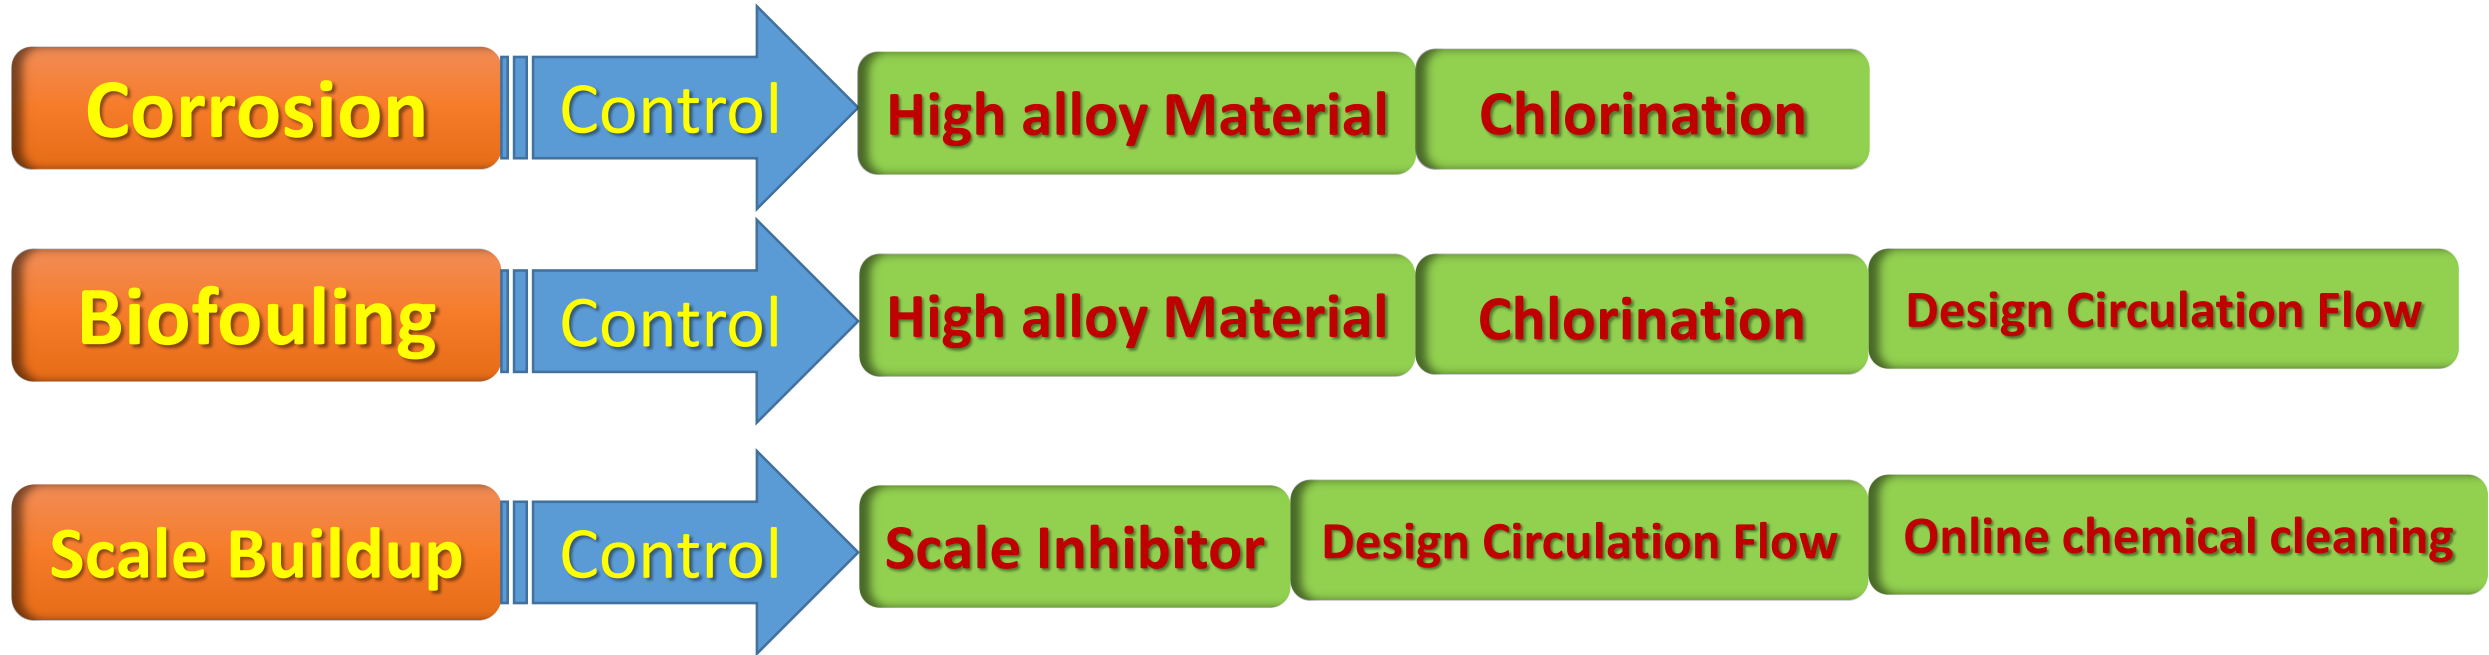 Corrosion Control High alloy Material Chlorination
Biofouling Control High alloy Material Chlorination Design Circulation Flow
Scale Buildup Control Scale Inhibitor Design Circulation Flow Online chemical cleaning